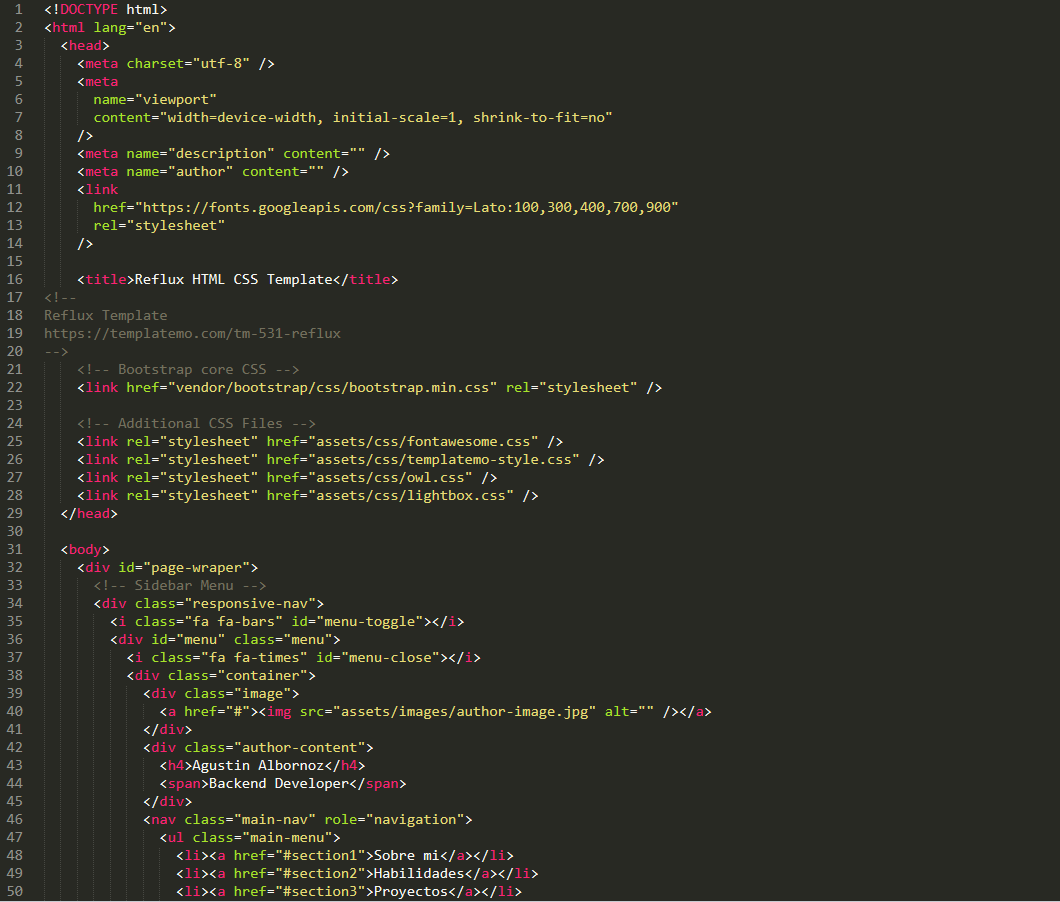 1 <!DOCTYPE html>
2 <html lang="en">
3   <head>
4     <meta charset="utf-8" />
5     <meta
6       name="viewport"
7       content="width=device-width, initial-scale=1, shrink-to-fit=no"
8     />
9     <meta name="description" content="" />
10     <meta name="author" content="" />
11     <link
12       href="https://fonts.googleapis.com/css?family=Lato:100,300,400,700,900"
13       rel="stylesheet"
14     />
15
16     <title>Reflux HTML CSS Template</title>
17 <!--
18 Reflux Template
19 https://templatemo.com/tm-531-reflux
20 -->
21     <!-- Bootstrap core CSS -->
22     <link href="vendor/bootstrap/css/bootstrap.min.css" rel="stylesheet" />
23
24     <!-- Additional CSS Files -->
25     <link rel="stylesheet" href="assets/css/fontawesome.css" />
26     <link rel="stylesheet" href="assets/css/templatemo-style.css" />
27     <link rel="stylesheet" href="assets/css/owl.css" />
28     <link rel="stylesheet" href="assets/css/lightbox.css" />
29   </head>
30
31   <body>
32     <div id="page-wraper">
33       <!-- Sidebar Menu -->
34       <div class="responsive-nav">
35         <i class="fa fa-bars" id="menu-toggle"></i>
36         <div id="menu" class="menu">
37           <i class="fa fa-times" id="menu-close"></i>
38           <div class="container">
39             <div class="image">
40               <a href="#"><img src="assets/images/author-image.jpg" alt="" /></a>
41             </div>
42             <div class="author-content">
43               <h4>Agustin Albornoz</h4>
44               <span>Backend Developer</span>
45             </div>
46             <nav class="main-nav" role="navigation">
47               <ul class="main-menu">
48                 <li><a href="#section1">Sobre mi</a></li>
49                 <li><a href="#section2">Habilidades</a></li>
50                 <li><a href="#section3">Proyectos</a></li>